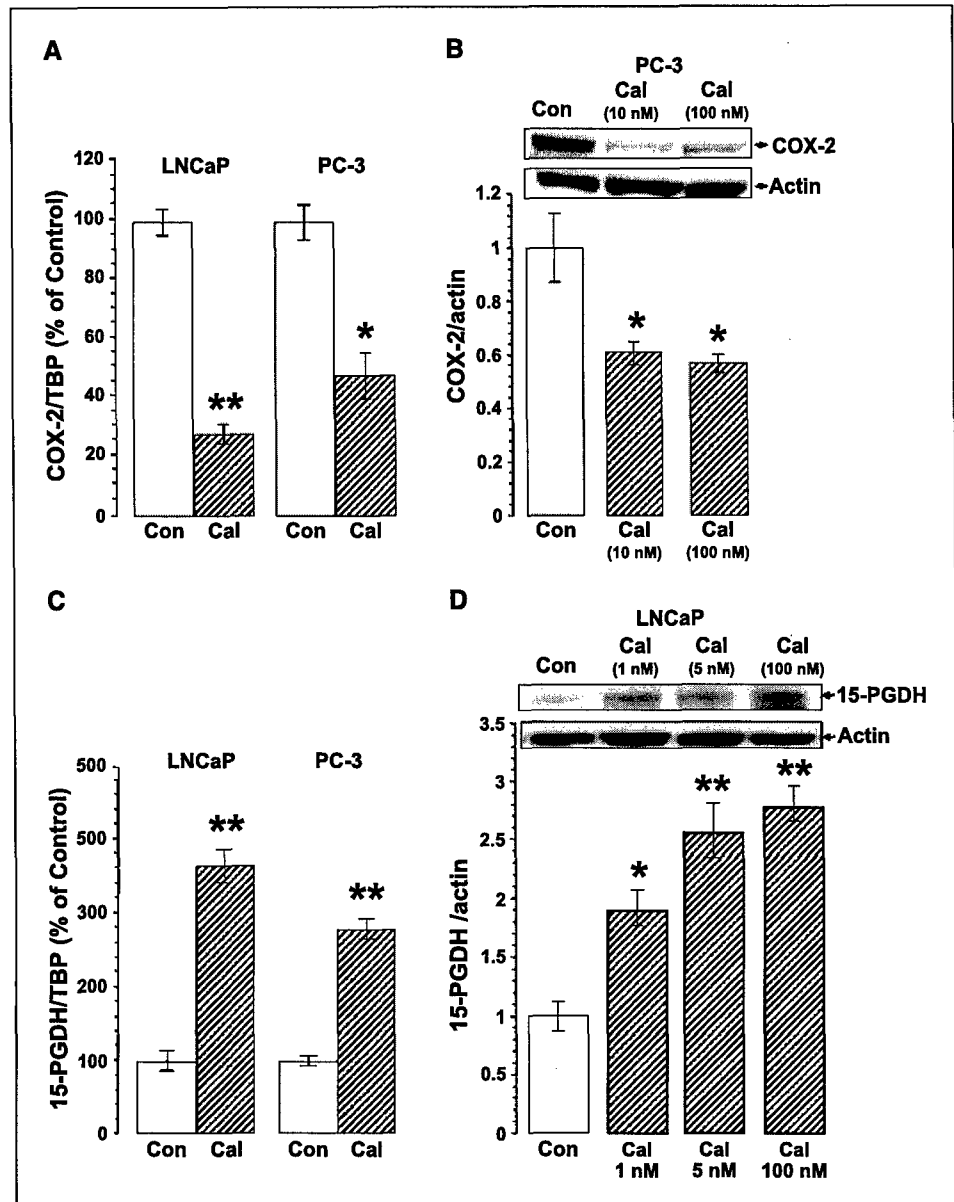 A
LNCaP PC-3
COX-2/TBP (% of Control)
120
100
80
60
40
20
0
**
*
Con Cal Con Cal
B
PC-3
Con Cal Cal
(10 nM) (100 nM)
COX-2
Actin
COX-2/actin
1.2
1
0.8
0.6
0.4
0.2
0
* *
Con Cal Cal
(10 nM) (100 nM)
C
LNCaP PC-3
15-PGDH/TBP (% of Control)
500
500
300
200
100
0
**
**
Con Cal Con Cal
D
LNCaP
Con Cal Cal Cal
(1 nM) (5 nM) (100 nM)
15-PGDH
Actin
15-PGDH /actin
3.5
3
2.5
2
1.5
1
0.5
0
* ** **
Con Cal Cal Cal
1 nM 5 nM 100 nM